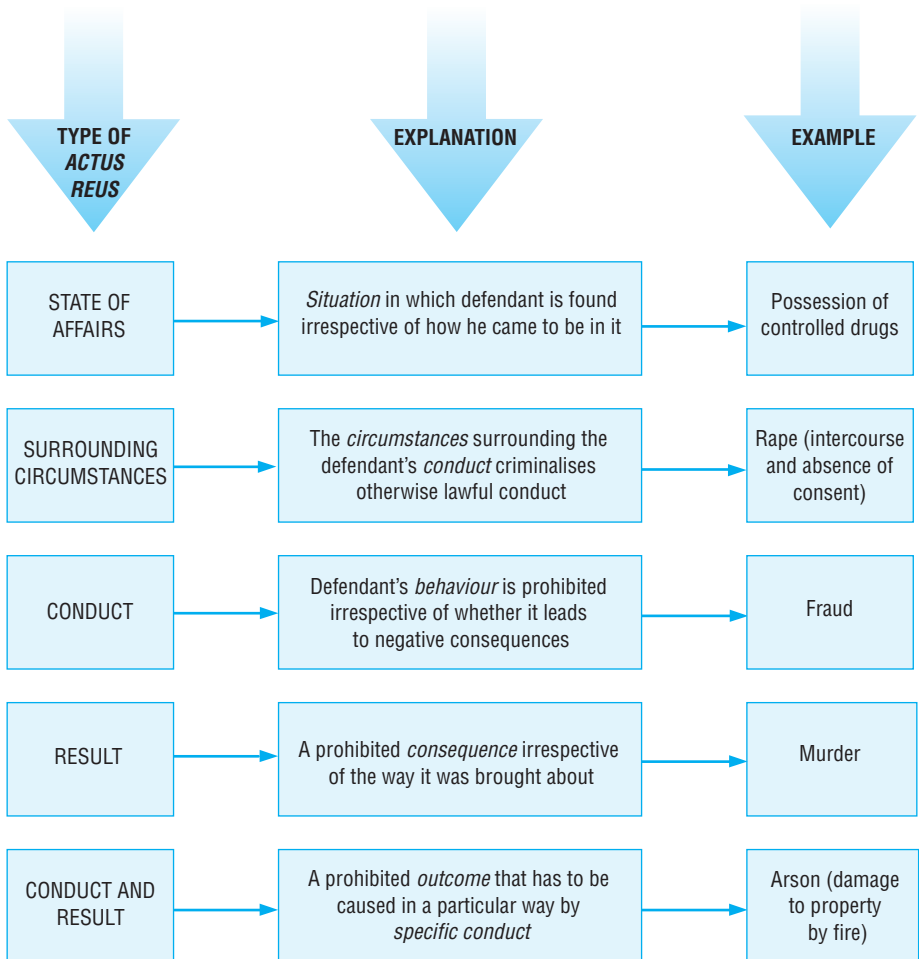 TYPE OF
ACTUS
REUS
EXPLANATION
EXAMPLE
STATE OF
AFFAIRS
Situation in which defendant is found
irrespective of how he came to be in it
Possession of
controlled drugs
SURROUNDING
CIRCUMSTANCES
The circumstances surrounding the
defendant's conduct criminalises
otherwise lawful conduct
Rape (intercourse
and absence of
consent)
CONDUCT
Defendant's behaviour is prohibited
irrespective of whether it leads
to negative consequences
Fraud
RESULT
A prohibited consequence irrespective
of the way it was brought about
Murder
CONDUCT AND
RESULT
A prohibited outcome that has to be
caused in a particular way by
specific conduct
Arson (damage
to property
by fire)